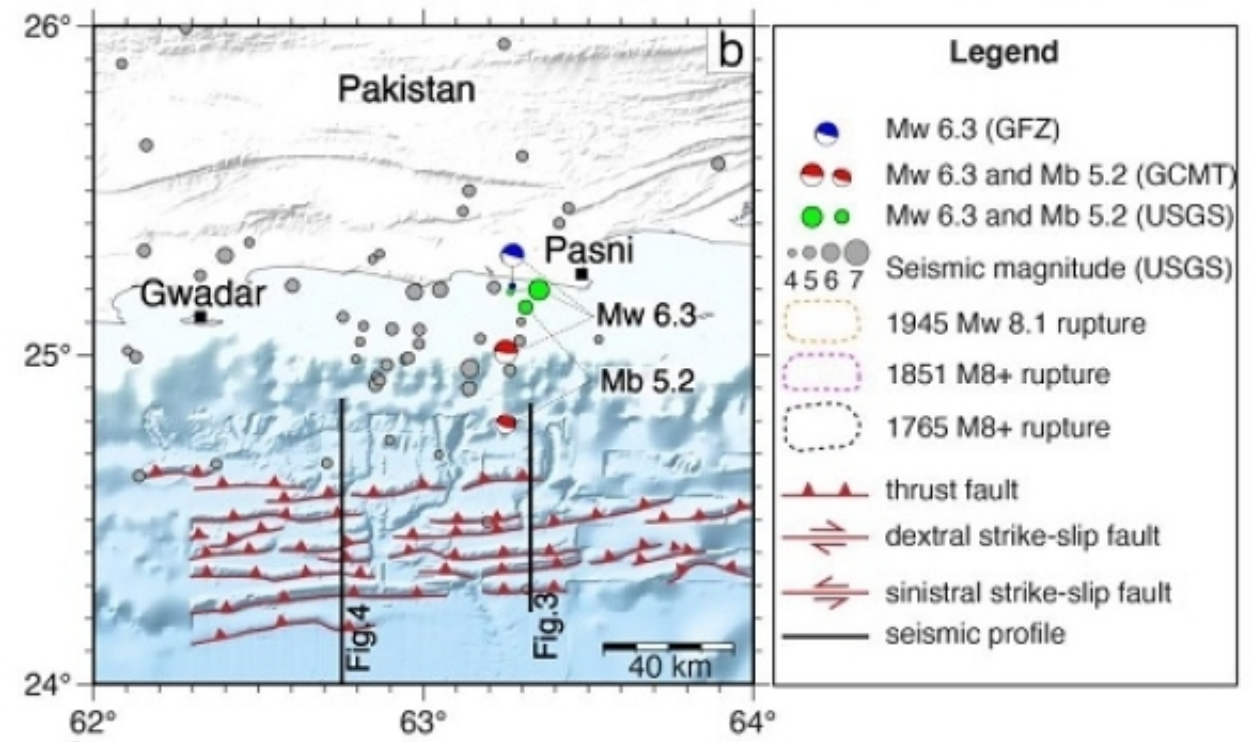 26°
b
Pakistan
Pasni
Gwadar
Mw 6.3
25°
Mb 5.2
Fig.4
Fig.3
40 km
24°
62°
63°
64°
Legend
Mw 6.3 (GFZ)
Mw 6.3 and Mb 5.2 (GCMT)
Mw 6.3 and Mb 5.2 (USGS)
4 5 6 7 Seismic magnitude (USGS)
1945 Mw 8.1 rupture
1851 M8+ rupture
1765 M8+ rupture
thrust fault
dextral strike-slip fault
sinistral strike-slip fault
seismic profile